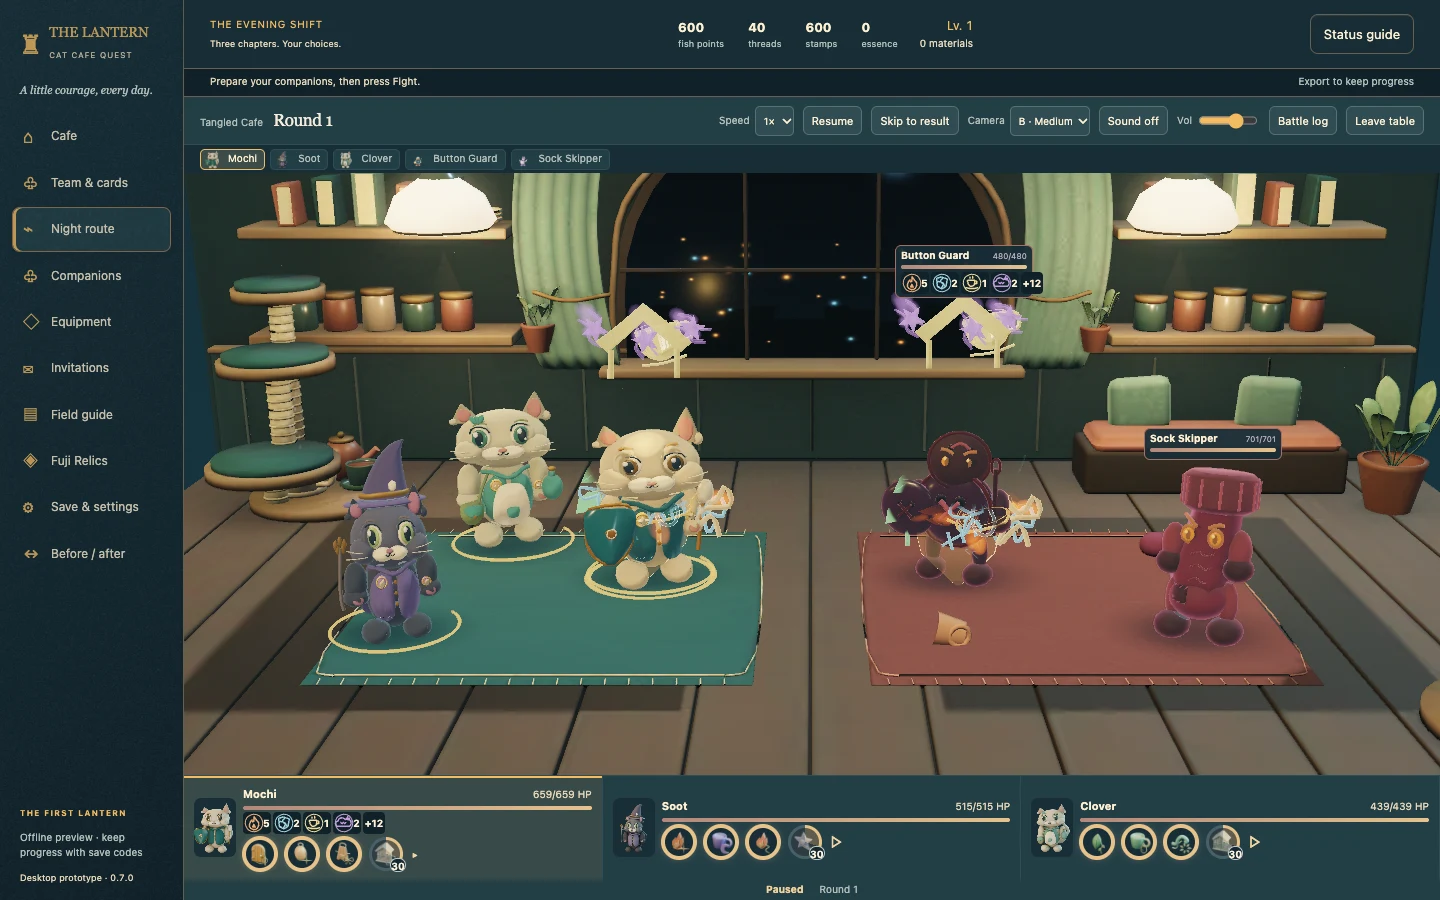 THE LANTERN
CAT CAFE QUEST
A little courage, every day.
Cafe
Team & cards
Night route
Companions
Equipment
Invitations
Field guide
Fuji Relics
Save & settings
Before / after
THE FIRST LANTERN
Offline preview · keep
progress with save codes
Desktop prototype · 0.7.0
THE EVENING SHIFT
Three chapters. Your choices.
600
fish points
40
threads
600
stamps
0
essence
Lv. 1
0 materials
Status guide
Prepare your companions, then press Fight.
Export to keep progress
Tangled Cafe
Round 1
Speed
1x
Resume
Skip to result
Camera
B · Medium
Sound off
Vol
Battle log
Leave table
Mochi
Soot
Clover
Button Guard
Sock Skipper
Button Guard 480/480
5 2 1 2 +12
Sock Skipper 701/701
Mochi 659/659 HP
5 2 1 2 +12
30
Soot 515/515 HP
30
Clover 439/439 HP
30
Paused Round 1